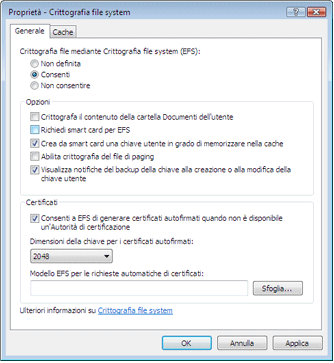 Proprietà - Crittografia file system
Generale
Cache
Crittografia file mediante Crittografia file system (EFS):
Non definita
Consenti
Non consentire
Opzioni
Crittografa il contenuto della cartella Documenti dell'utente
Richiedi smart card per EFS
Crea da smart card una chiave utente in grado di memorizzare nella cache
Abilita crittografia del file di paging
Visualizza notifiche del backup della chiave alla creazione o alla modifica della
chiave utente
Certificati
Consenti a EFS di generare certificati autofirmati quando non è disponibile
un'Autorità di certificazione
Dimensioni della chiave per i certificati autofirmati:
2048
Modello EFS per le richieste automatiche di certificati:
Sfoglia...
Ulteriori informazioni su Crittografia file system
OK
Annulla
Applica